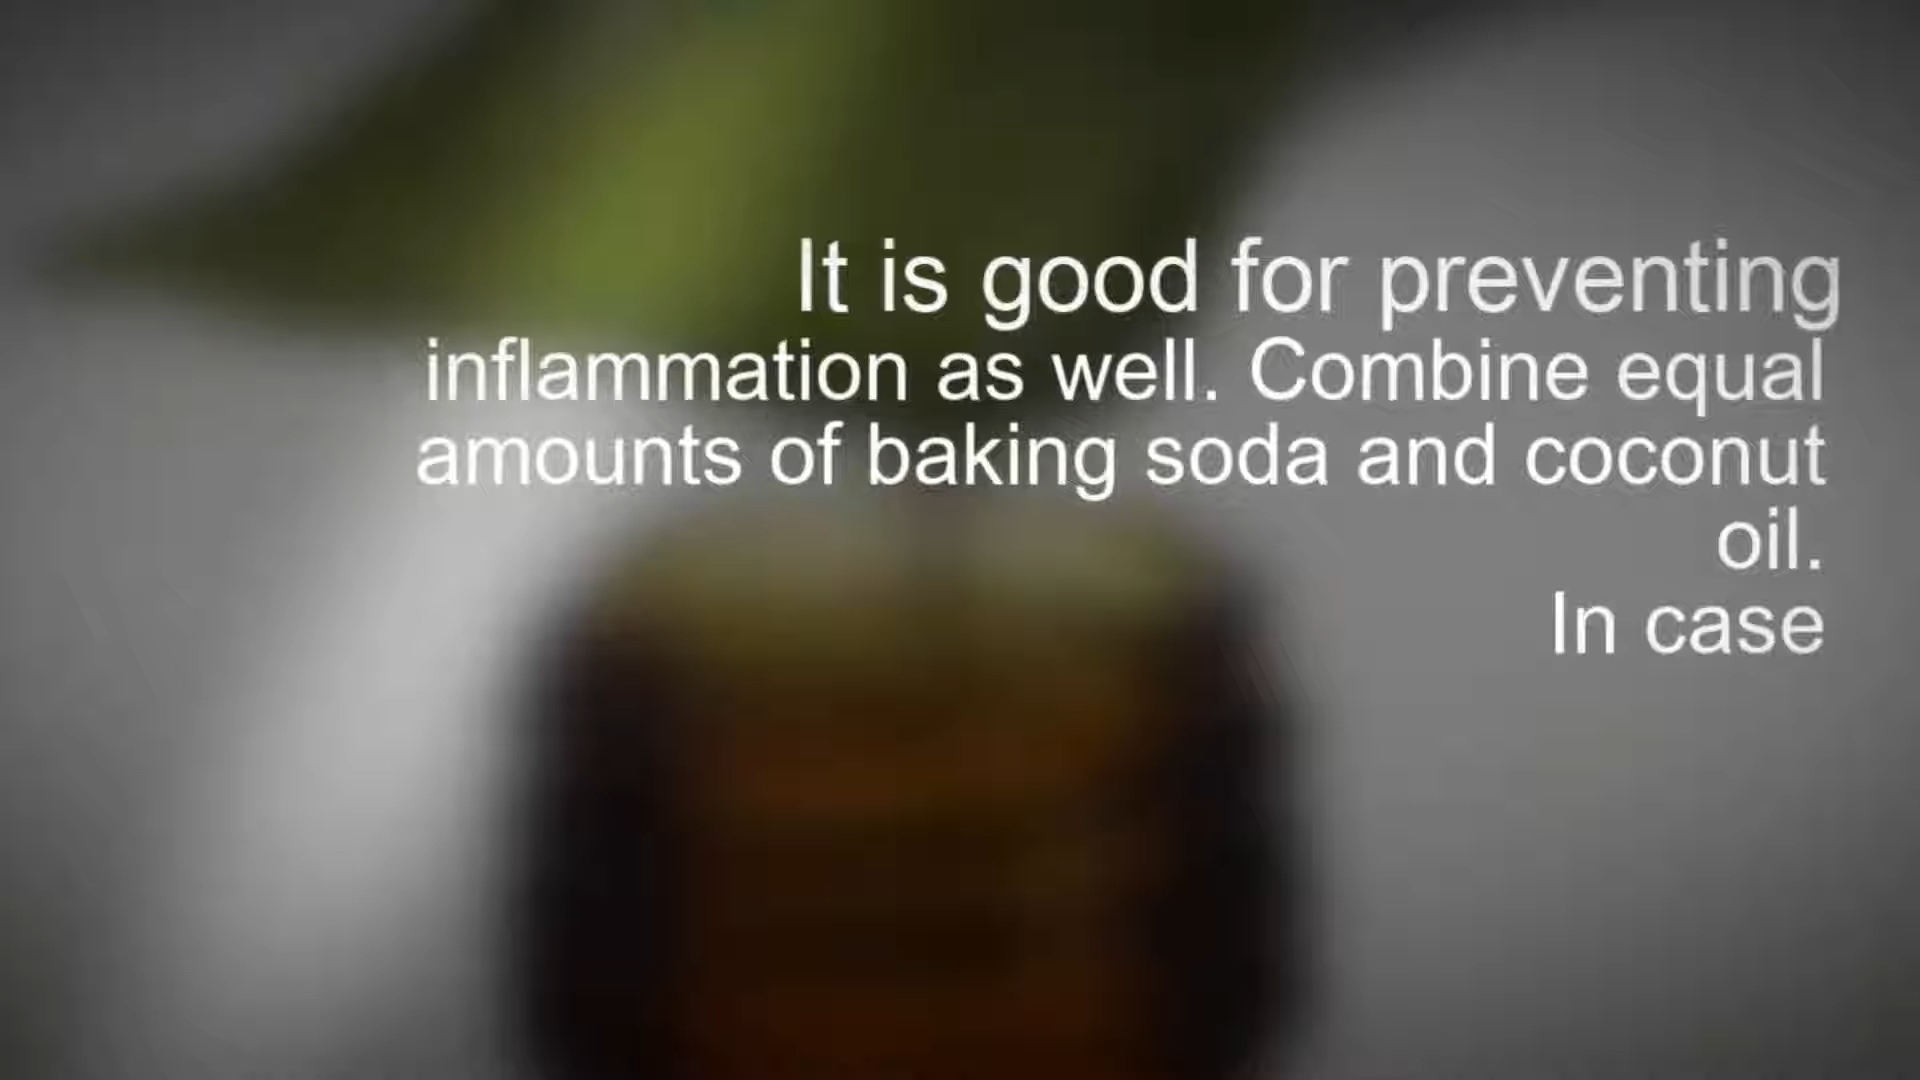 It is good for preventing
inflammation as well. Combine equal
amounts of baking soda and coconut
oil.
In case